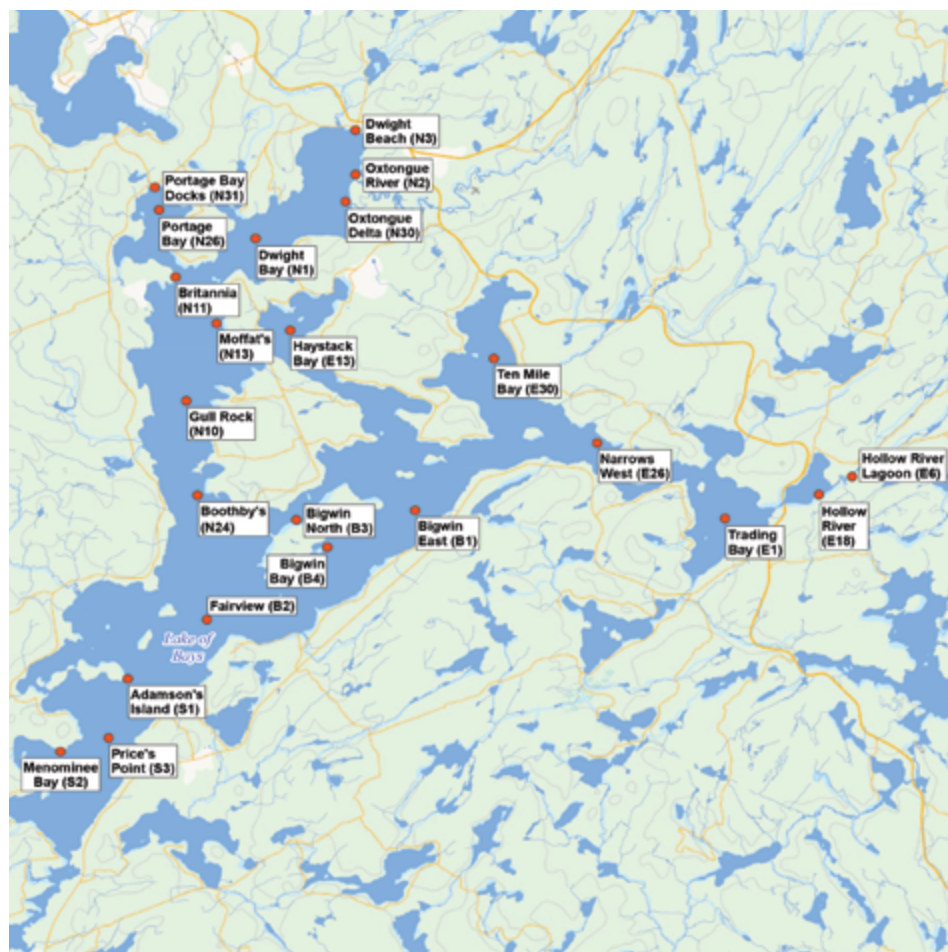 Dwight
Beach (N3)
Oxtongue
River (N2)
Portage Bay
Docks (N31)
Oxtongue
Delta (N30)
Portage
Bay (N26)
Dwight
Bay (N1)
Britannia
(N11)
Moffat's
(N13)
Haystack
Bay (E13)
Ten Mile
Bay (E30)
Gull Rock
(N10)
Narrows
West (E26)
Hollow River
Lagoon (E6)
Boothby's
(N24)
Bigwin
North (B3)
Bigwin
East (B1)
Hollow
River
(E18)
Trading
Bay (E1)
Bigwin
Bay (B4)
Fairview (B2)
Lake of
Bays
Adamson's
Island (S1)
Price's
Point (S3)
Menominee
Bay (S2)